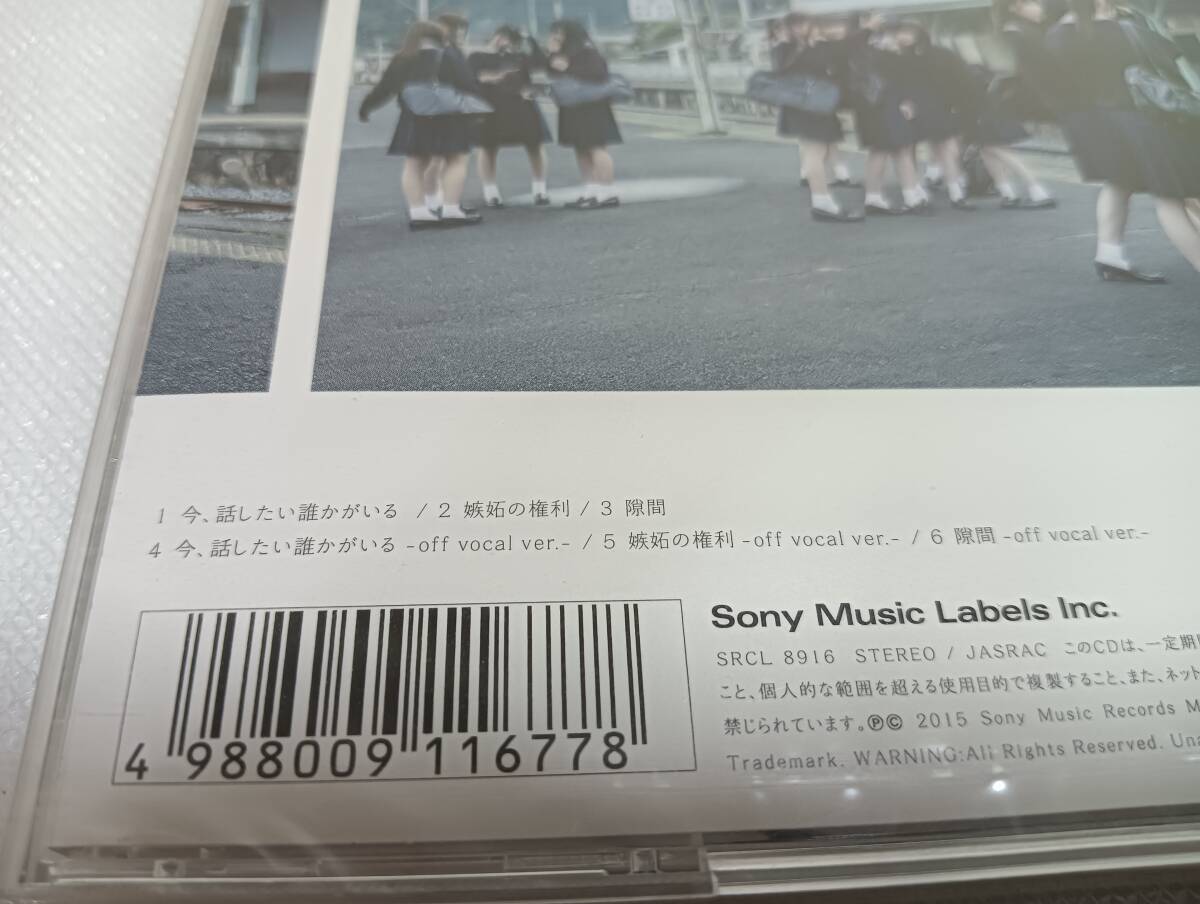 1 今、話したい誰かがいる / 2 嫉妬の権利 / 3 隙間
4 今、話したい誰かがいる -off vocal ver.- / 5 嫉妬の権利 -off vocal ver.- / 6 隙間 -off vocal ver.-
4 988009 116778
Sony Music Labels Inc.
SRCL 8916 STEREO / JASRAC このCDは、一定期
こと、個人的な範囲を超える使用目的で複製すること、また、ネット
禁じられています。ⓅⒸ 2015 Sony Music Records
Trademark. WARNING:All Rights Reserved.